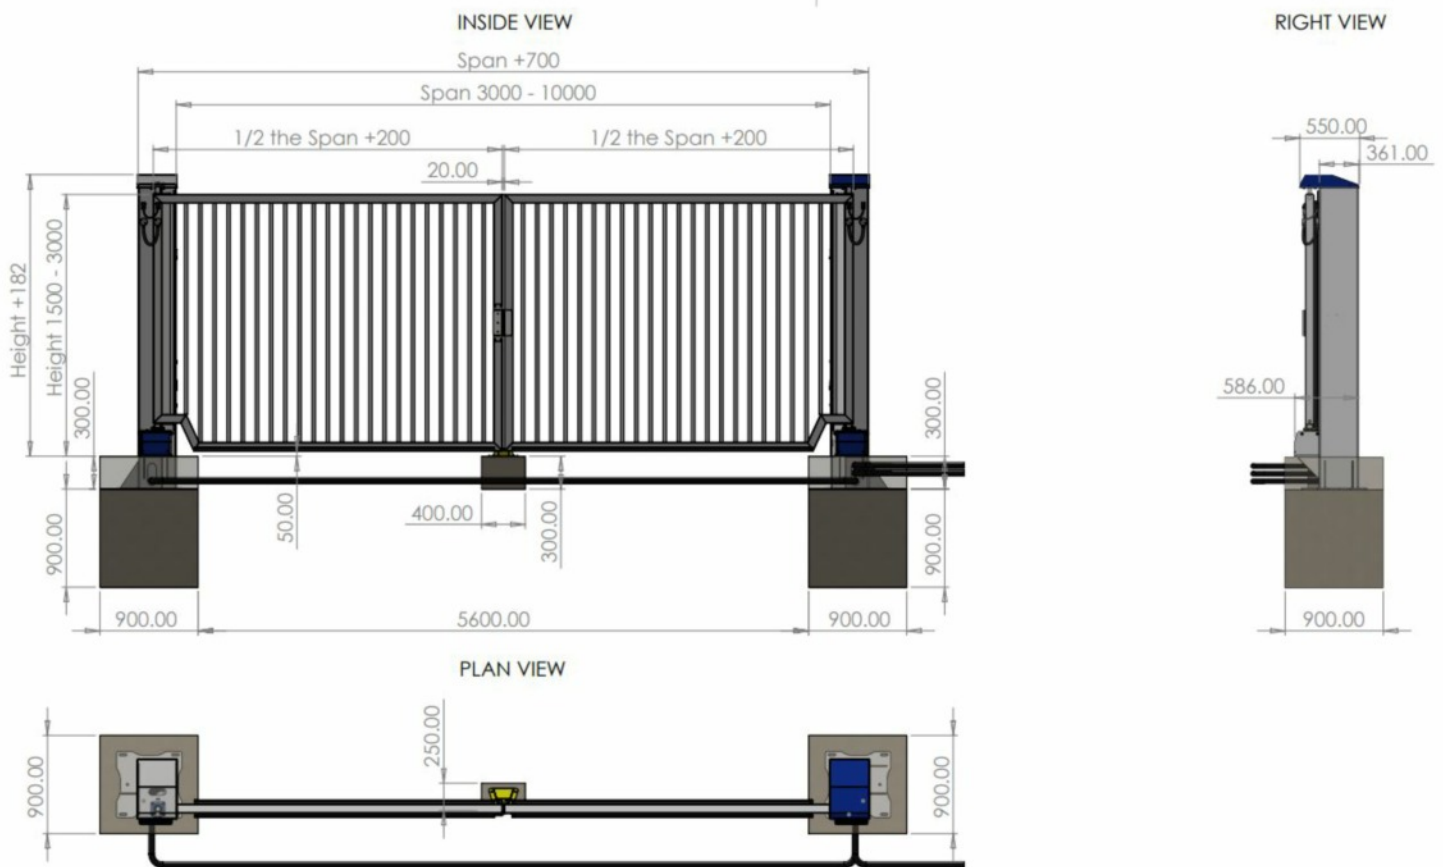 INSIDE VIEW
RIGHT VIEW
Span +700
Span 3000 - 10000
1/2 the Span +200
1/2 the Span +200
20.00
550.00
361.00
Height +182
Height 1500 - 3000
300.00
300.00
586.00
900.00
50.00
400.00
300.00
900.00
900.00
5600.00
900.00
900.00
PLAN VIEW
900.00
250.00
900.00